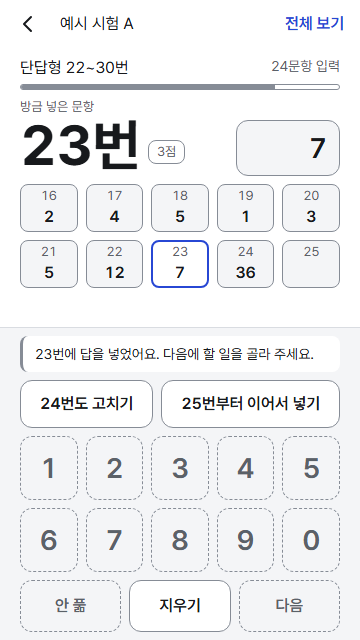 예시 시험 A
전체 보기
단답형 22~30번
24문항 입력
방금 넣은 문항
23번
3점
7
16 17 18 19 20
2 4 5 1 3
21 22 23 24 25
5 12 7 36
23번에 답을 넣었어요. 다음에 할 일을 골라 주세요.
24번도 고치기
25번부터 이어서 넣기
1 2 3 4 5
6 7 8 9 0
안 풂
지우기
다음